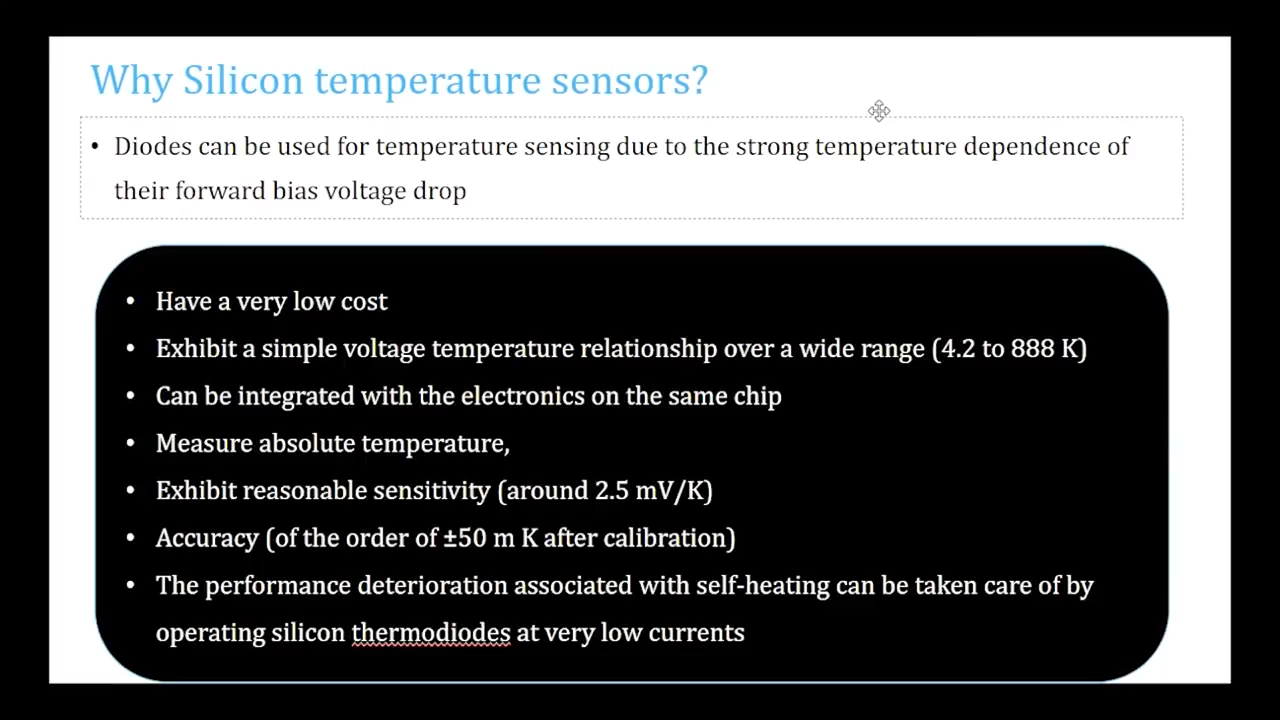 Why Silicon temperature sensors?
• Diodes can be used for temperature sensing due to the strong temperature dependence of
their forward bias voltage drop
• Have a very low cost
• Exhibit a simple voltage temperature relationship over a wide range (4.2 to 888 K)
• Can be integrated with the electronics on the same chip
• Measure absolute temperature,
• Exhibit reasonable sensitivity (around 2.5 mV/K)
• Accuracy (of the order of ±50 m K after calibration)
• The performance deterioration associated with self-heating can be taken care of by
operating silicon thermodiodes at very low currents